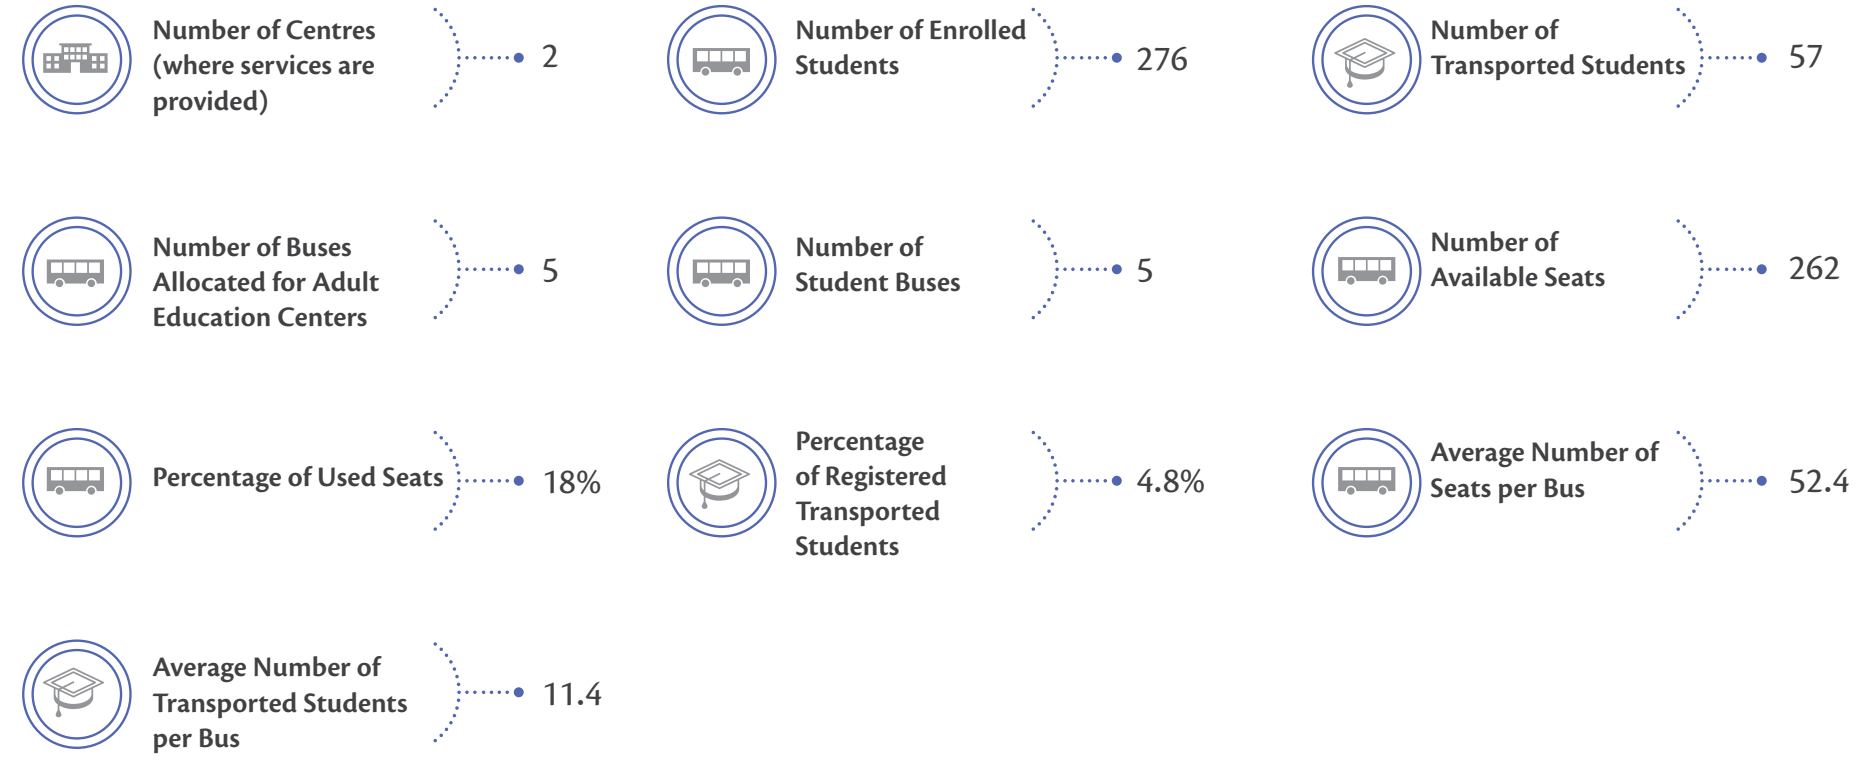 Number of Centres
(where services are
provided)
2
Number of Enrolled
Students
276
Number of
Transported Students
57
Number of Buses
Allocated for Adult
Education Centers
5
Number of
Student Buses
5
Number of
Available Seats
262
Percentage of Used Seats
18%
Percentage
of Registered
Transported
Students
4.8%
Average Number of
Seats per Bus
52.4
Average Number of
Transported Students
per Bus
11.4